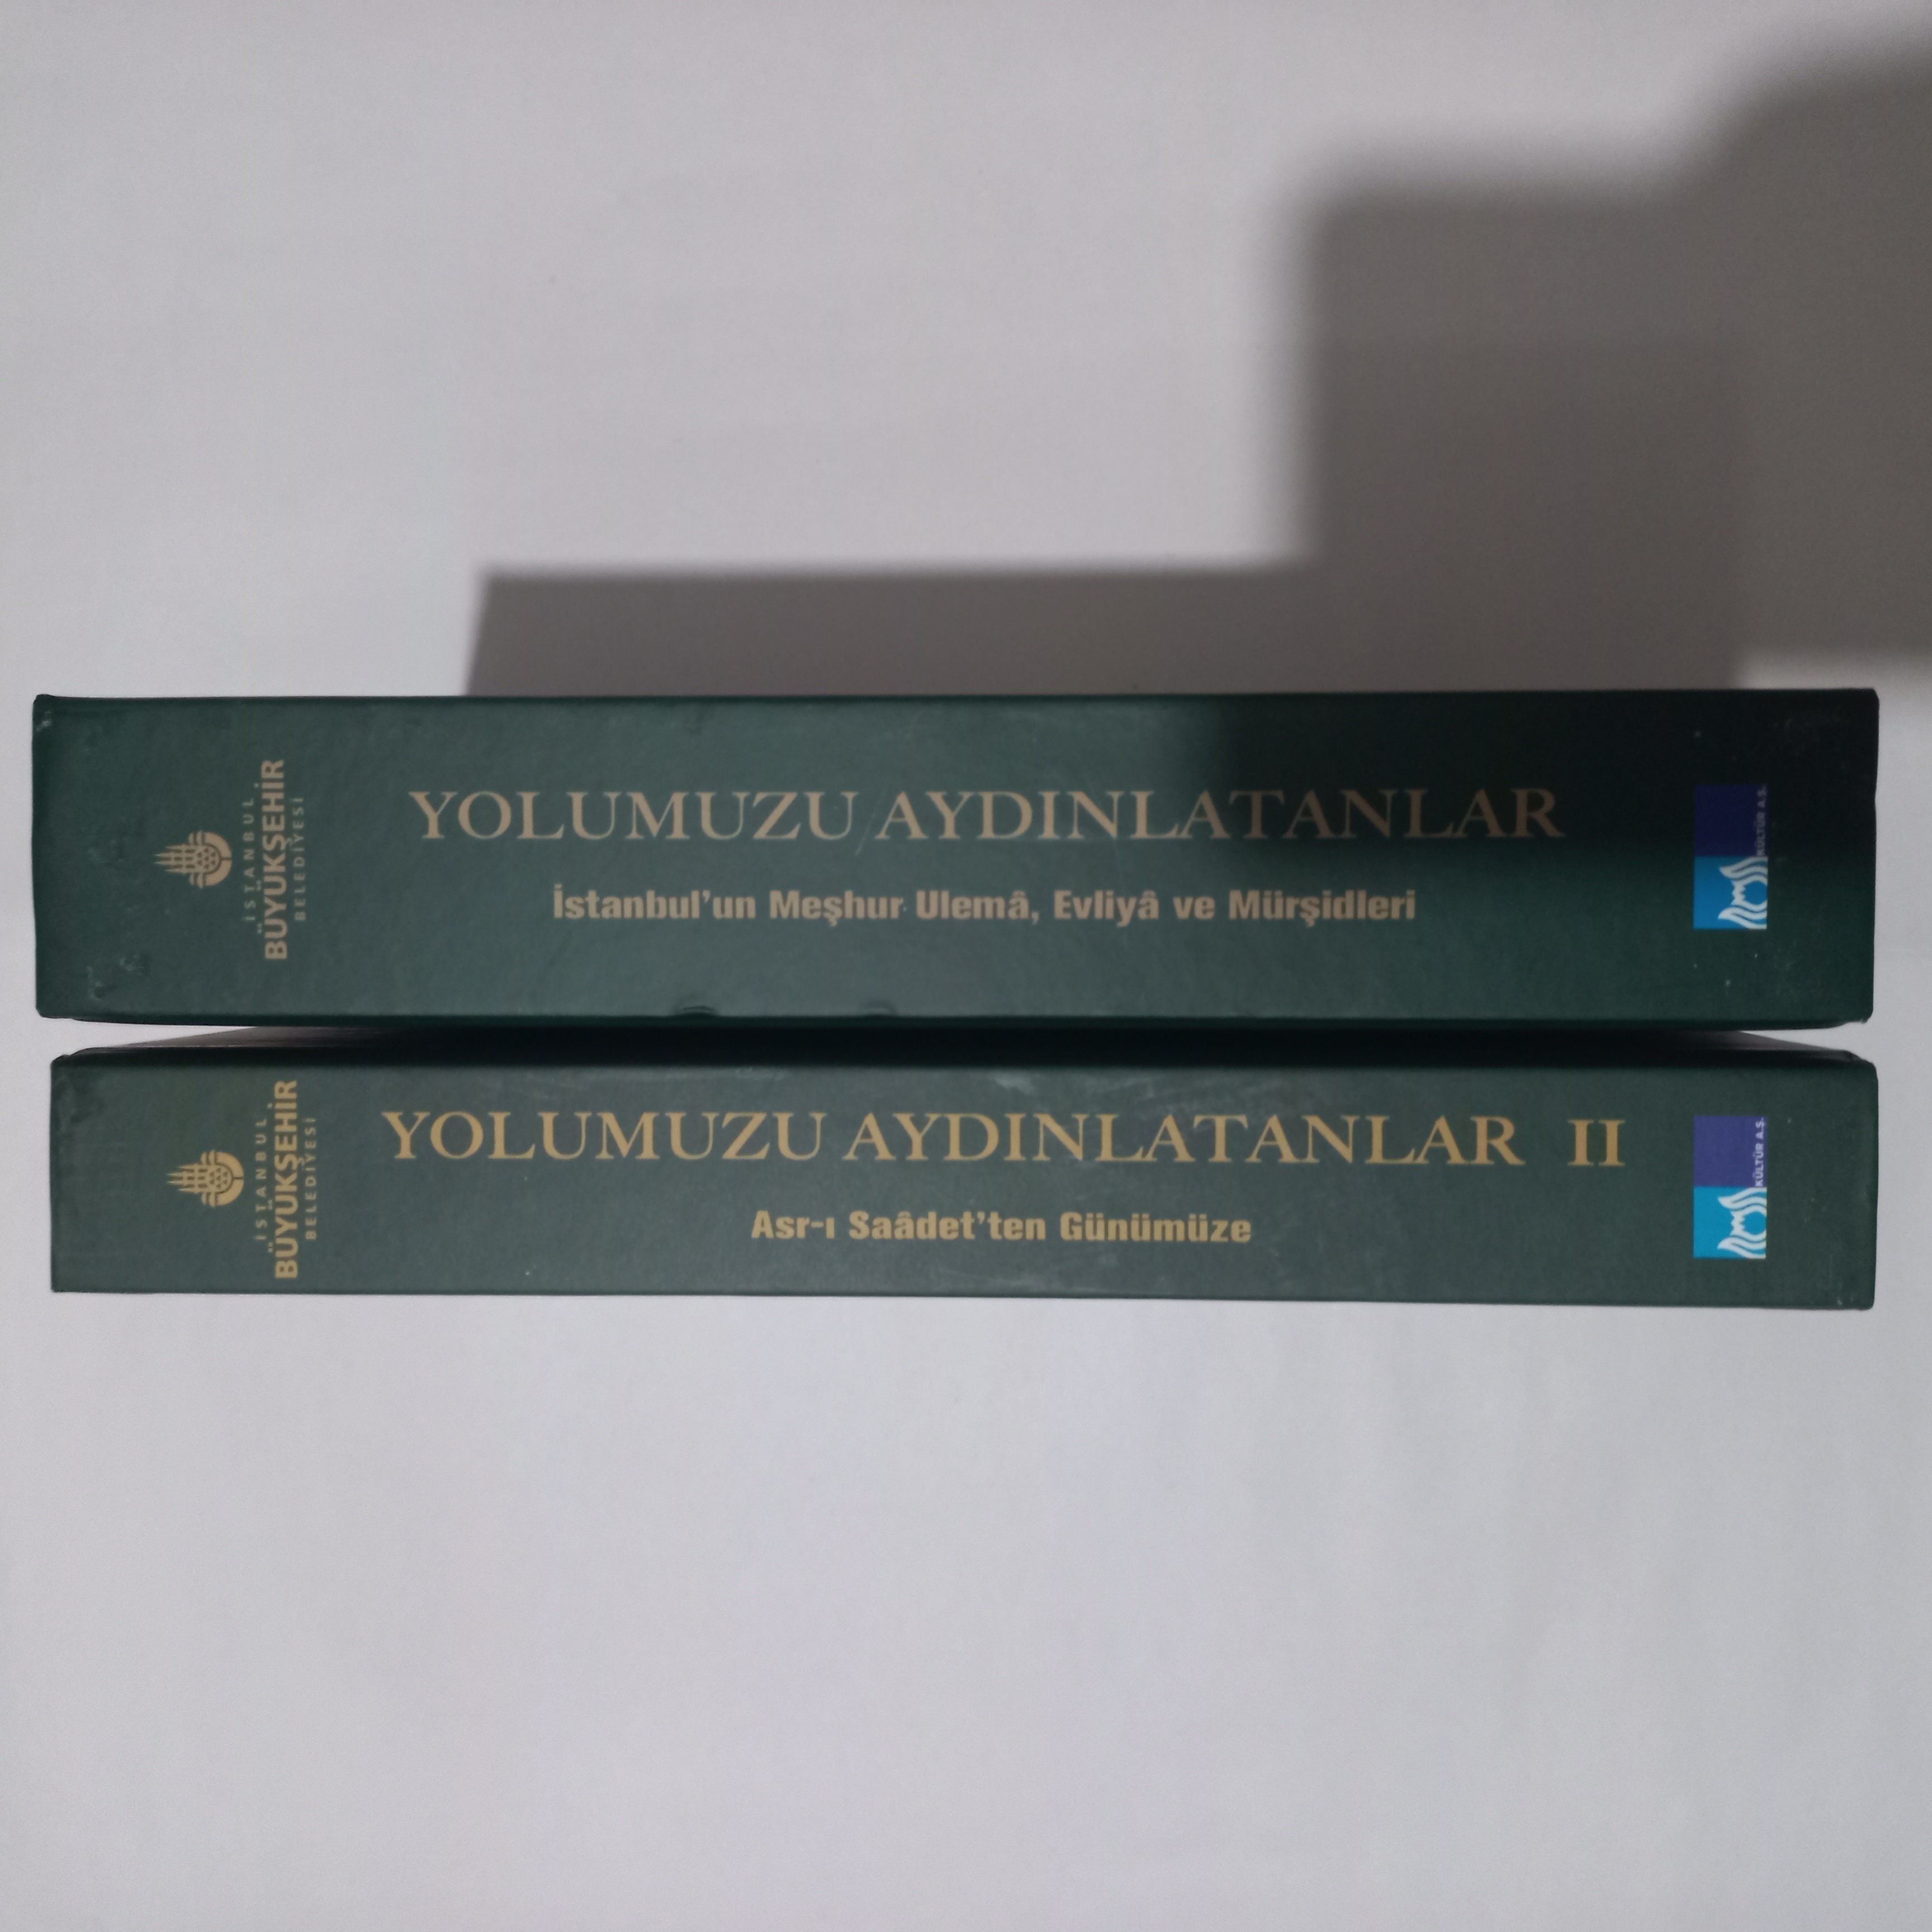 İSTANBUL
BÜYÜKŞEHİR
BELEDİYESİ
YOLUMUZU AYDINLATANLAR
İstanbul'un Meşhur Ulemâ, Evliyâ ve Mürşidleri
KÜLTÜR A.Ş.
İSTANBUL
BÜYÜKŞEHİR
BELEDİYESİ
YOLUMUZU AYDINLATANLAR II
Asr-ı Saâdet'ten Günümüze
KÜLTÜR A.Ş.